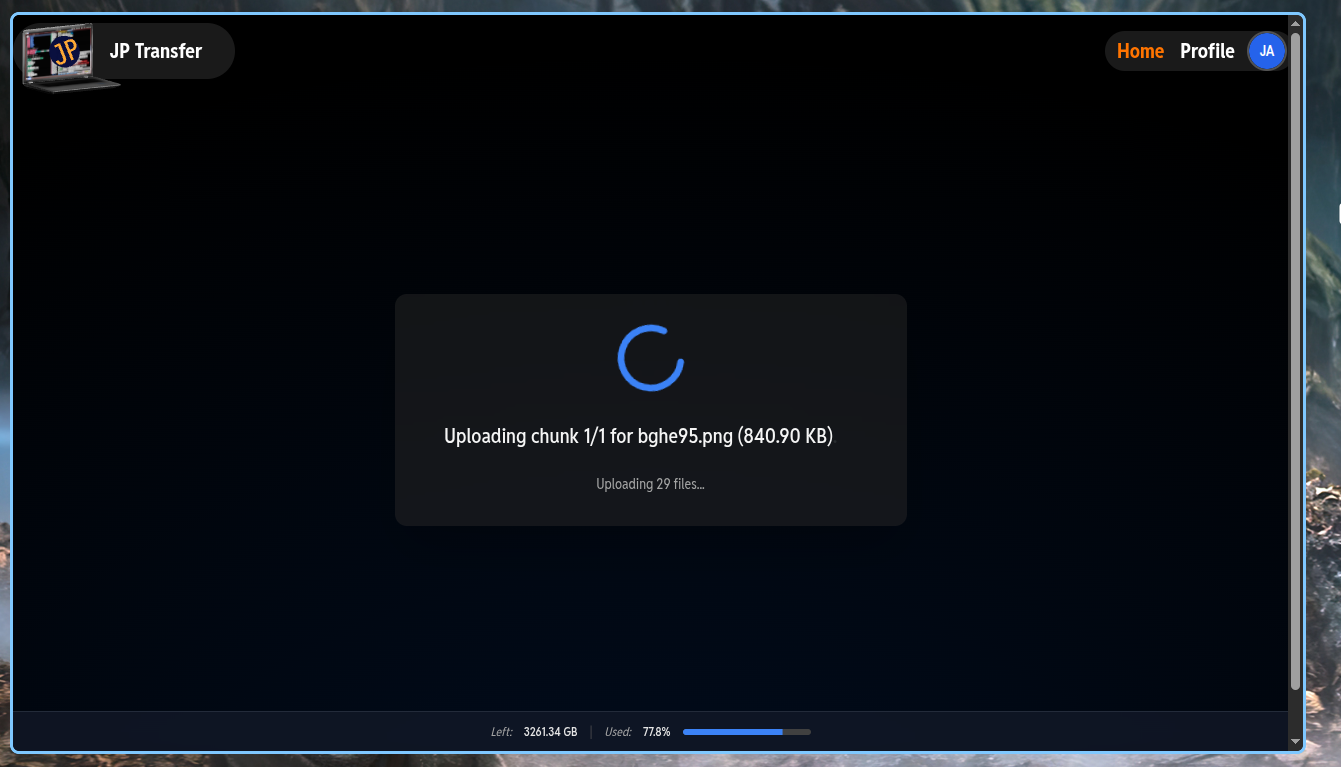 JP
JP Transfer
Home Profile JA
Uploading chunk 1/1 for bghe95.png (840.90 KB)
Uploading 29 files...
Left: 3261.34 GB | Used: 77.8%